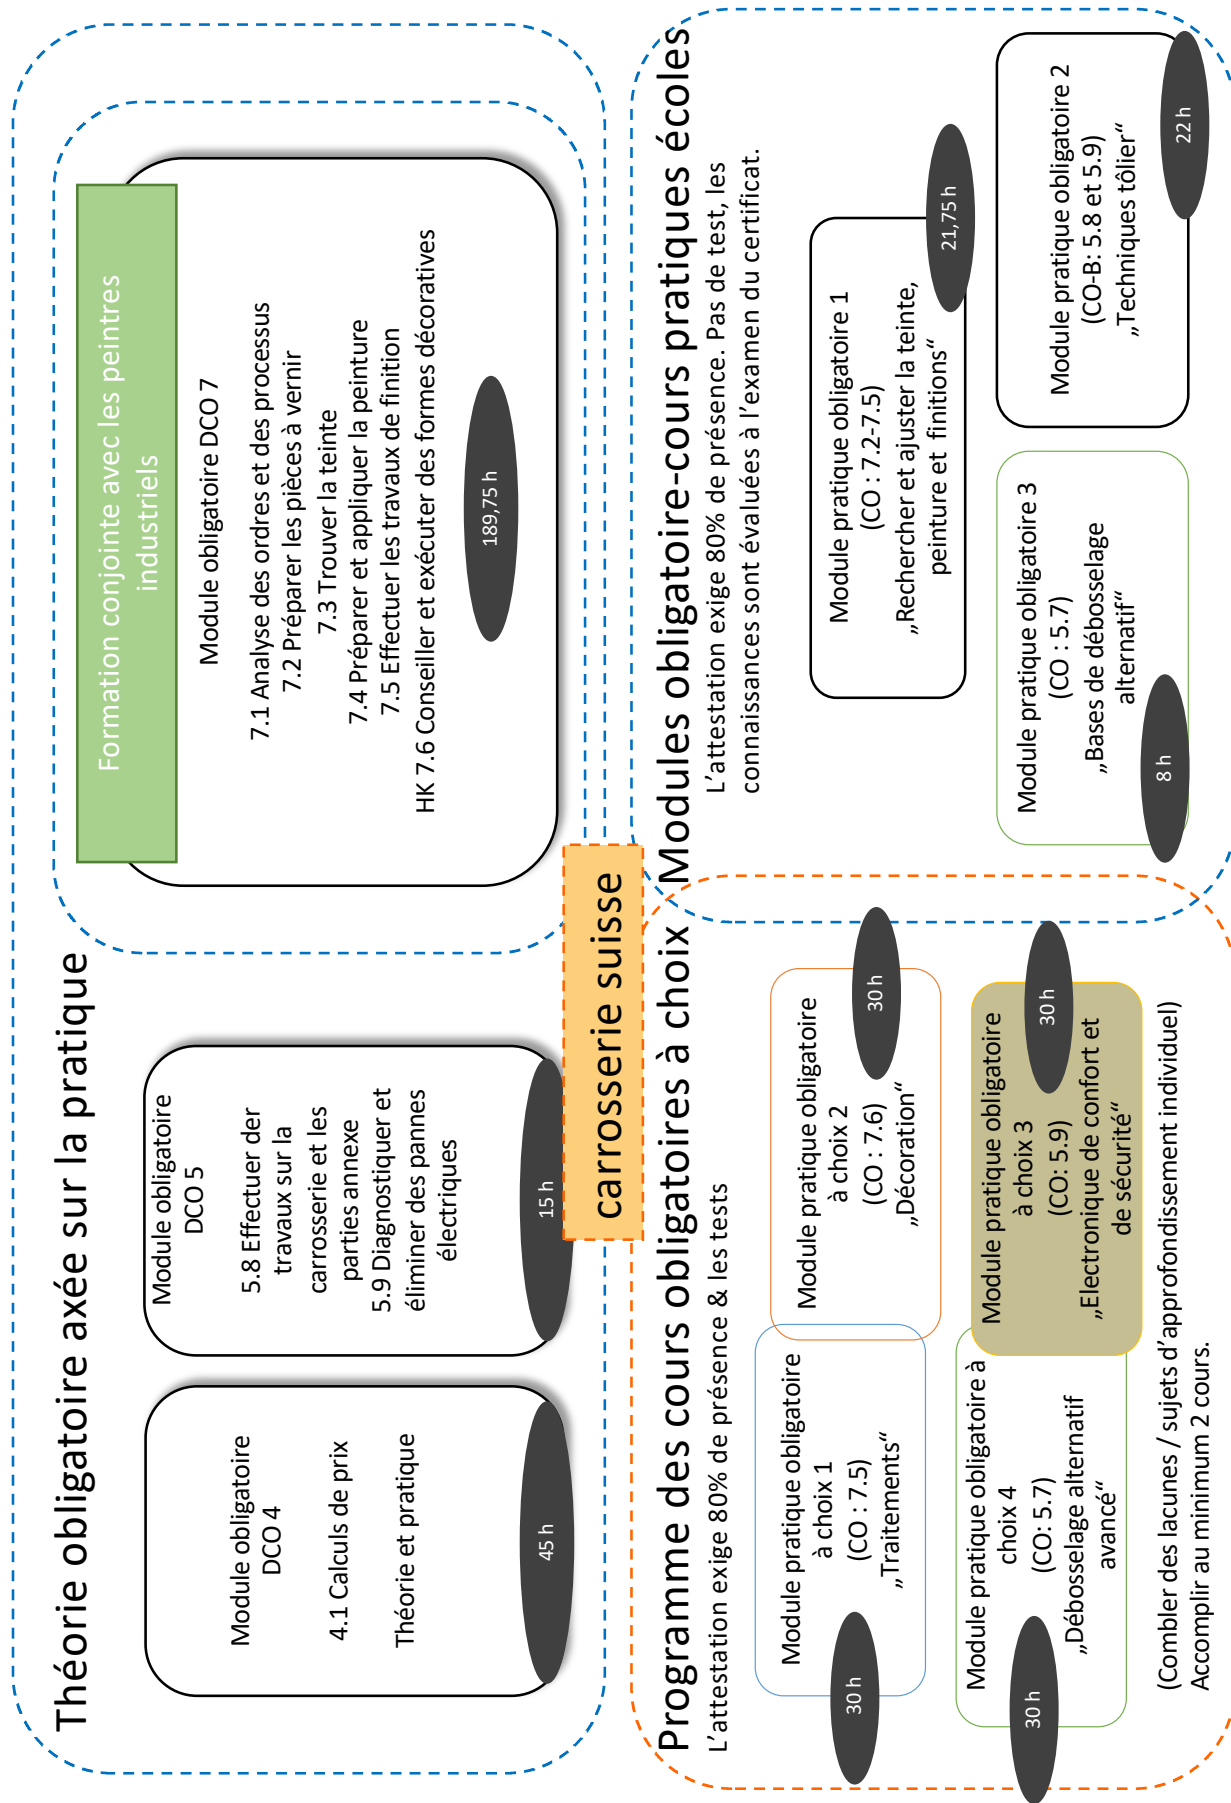 Théorie obligatoire axée sur la pratique
Module obligatoire
DCO 4
4.1 Calculs de prix
Théorie et pratique
45 h
Module obligatoire
DCO 5
5.8 Effectuer der
travaux sur la
carrosserie et les
parties annexe
5.9 Diagnostiquer et
éliminer des pannes
électriques
15 h
Formation conjointe avec les peintres
industriels
Module obligatoire DCO 7
7.1 Analyse des ordres et des processus
7.2 Préparer les pièces à vernir
7.3 Trouver la teinte
7.4 Préparer et appliquer la peinture
7.5 Effectuer les travaux de finition
HK 7.6 Conseiller et exécuter des formes décoratives
189,75 h
carrosserie suisse
Programme des cours obligatoires à choix
L'attestation exige 80% de présence & les tests
Module pratique obligatoire
à choix 1
(CO : 7.5)
„Traitements“
30 h
Module pratique obligatoire
à choix 2
(CO : 7.6)
„Décoration“
30 h
Module pratique obligatoire à
choix 4
(CO: 5.7)
„Débosselage alternatif
avancé“
30 h
Module pratique obligatoire
à choix 3
(CO: 5.9)
„Electronique de confort et
de sécurité“
30 h
(Combler des lacunes / sujets d'approfondissement individuel)
Accomplir au minimum 2 cours.
Modules obligatoire-cours pratiques écoles
L'attestation exige 80% de présence. Pas de test, les
connaissances sont évaluées à l'examen du certificat.
Module pratique obligatoire 1
(CO : 7.2-7.5)
„Rechercher et ajuster la teinte,
peinture et finitions“
21,75 h
Module pratique obligatoire 3
(CO : 5.7)
„Bases de débosselage
alternatif“
8 h
Module pratique obligatoire 2
(CO-B: 5.8 et 5.9)
„Techniques tôlier“
22 h